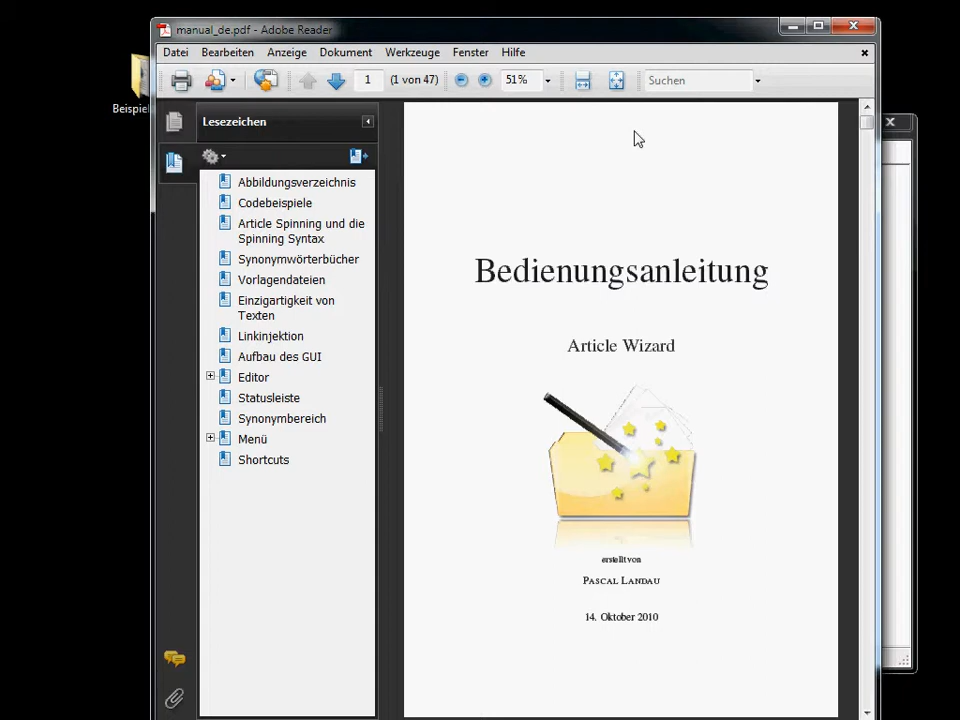 manual_de.pdf - Adobe Reader
Datei Bearbeiten Anzeige Dokument Werkzeuge Fenster Hilfe
1 (1 von 47) 51% Suchen
Beispiel
Lesezeichen
Abbildungsverzeichnis
Codebeispiele
Article Spinning und die
Spinning Syntax
Synonymwörterbücher
Vorlagendateien
Einzigartigkeit von
Texten
Linkinjektion
Aufbau des GUI
Editor
Statusleiste
Synonymbereich
Menü
Shortcuts
Bedienungsanleitung
Article Wizard
erstellt von
PASCAL LANDAU
14. Oktober 2010